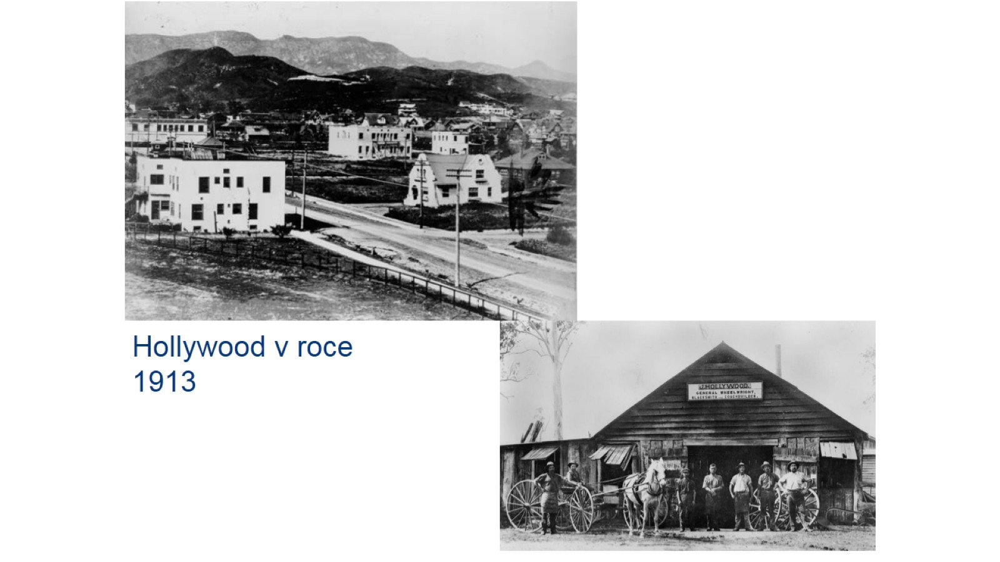 Hollywood v roce
1913
J. HOLLYWOOD.
GENERAL WHEELWRIGHT,
BLACKSMITH AND COACHBUILDER.